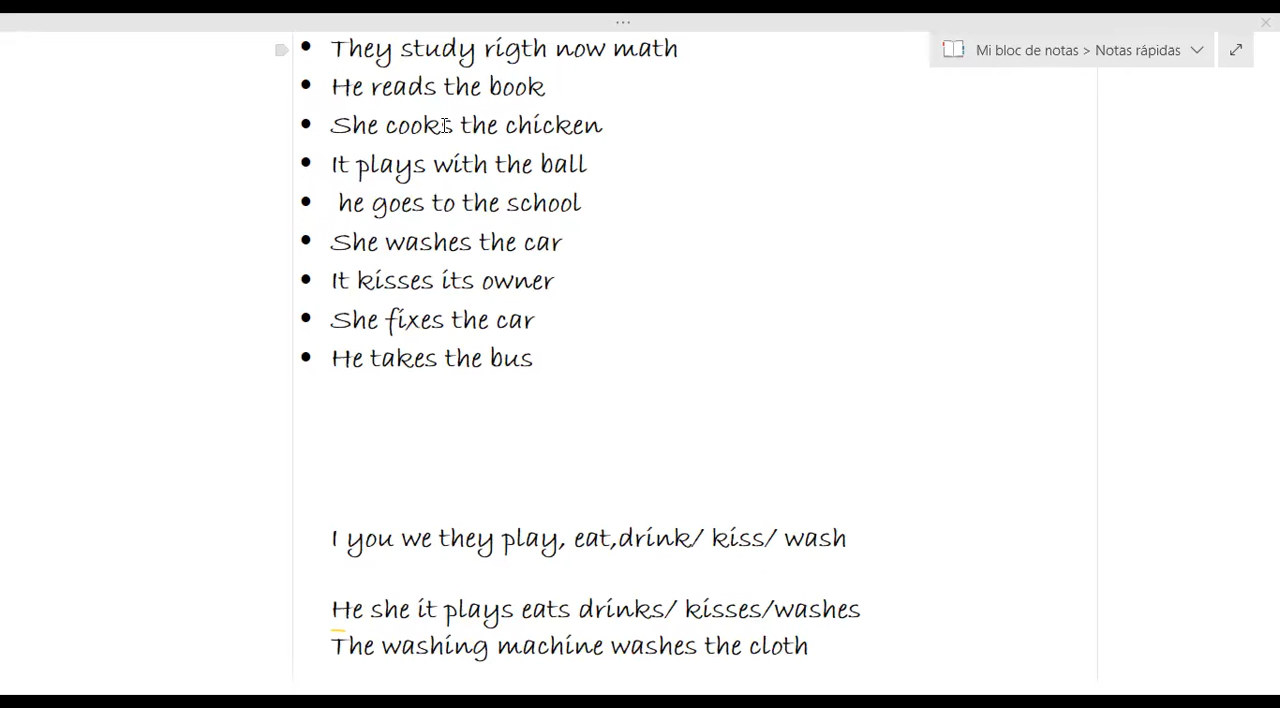 ...
Mi bloc de notas > Notas rápidas
• They study rigth now math
• He reads the book
• She cooks the chicken
• It plays with the ball
• he goes to the school
• She washes the car
• It kisses its owner
• She fixes the car
• He takes the bus
I you we they play, eat,drink/ kiss/ wash
He she it plays eats drinks/ kisses/washes
The washing machine washes the cloth